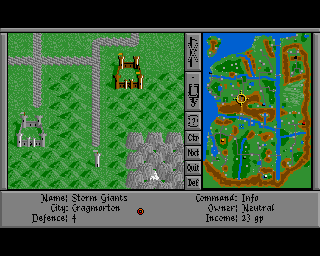 Ctr
Nxt
Quit
Def
Name: Storm Giants
City: Cragmorton
Defence: 4
Command: Info
Owner: Neutral
Income: 23 gp